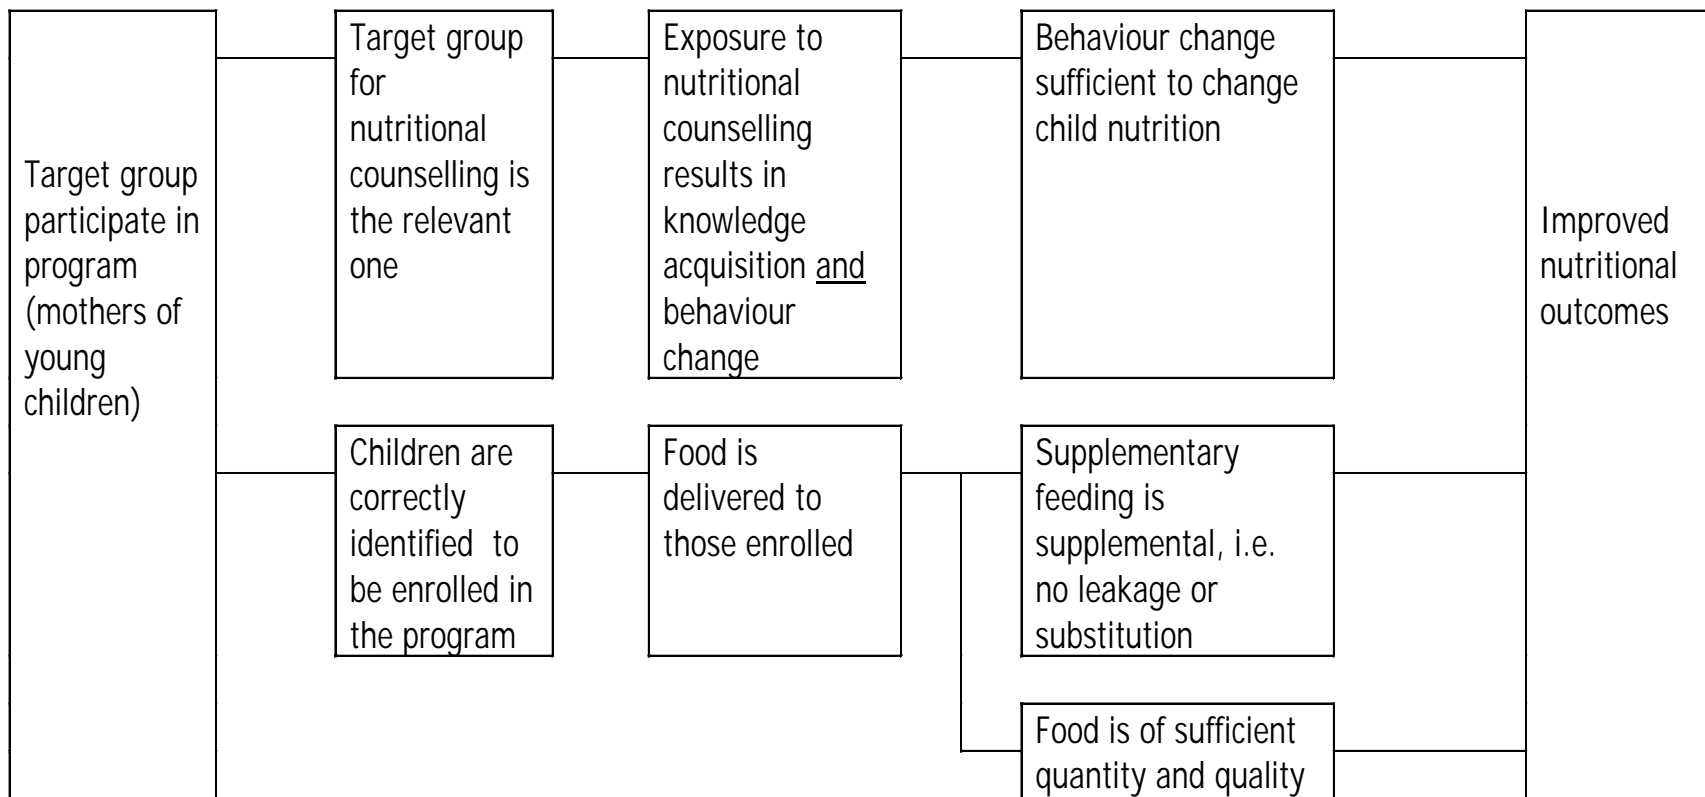 Target group
participate in
program
(mothers of
young
children)
Target group
for
nutritional
counselling is
the relevant
one
Exposure to
nutritional
counselling
results in
knowledge
acquisition and
behaviour
change
Behaviour change
sufficient to change
child nutrition
Children are
correctly
identified to
be enrolled in
the program
Food is
delivered to
those enrolled
Supplementary
feeding is
supplemental, i.e.
no leakage or
substitution
Food is of sufficient
quantity and quality
Improved
nutritional
outcomes